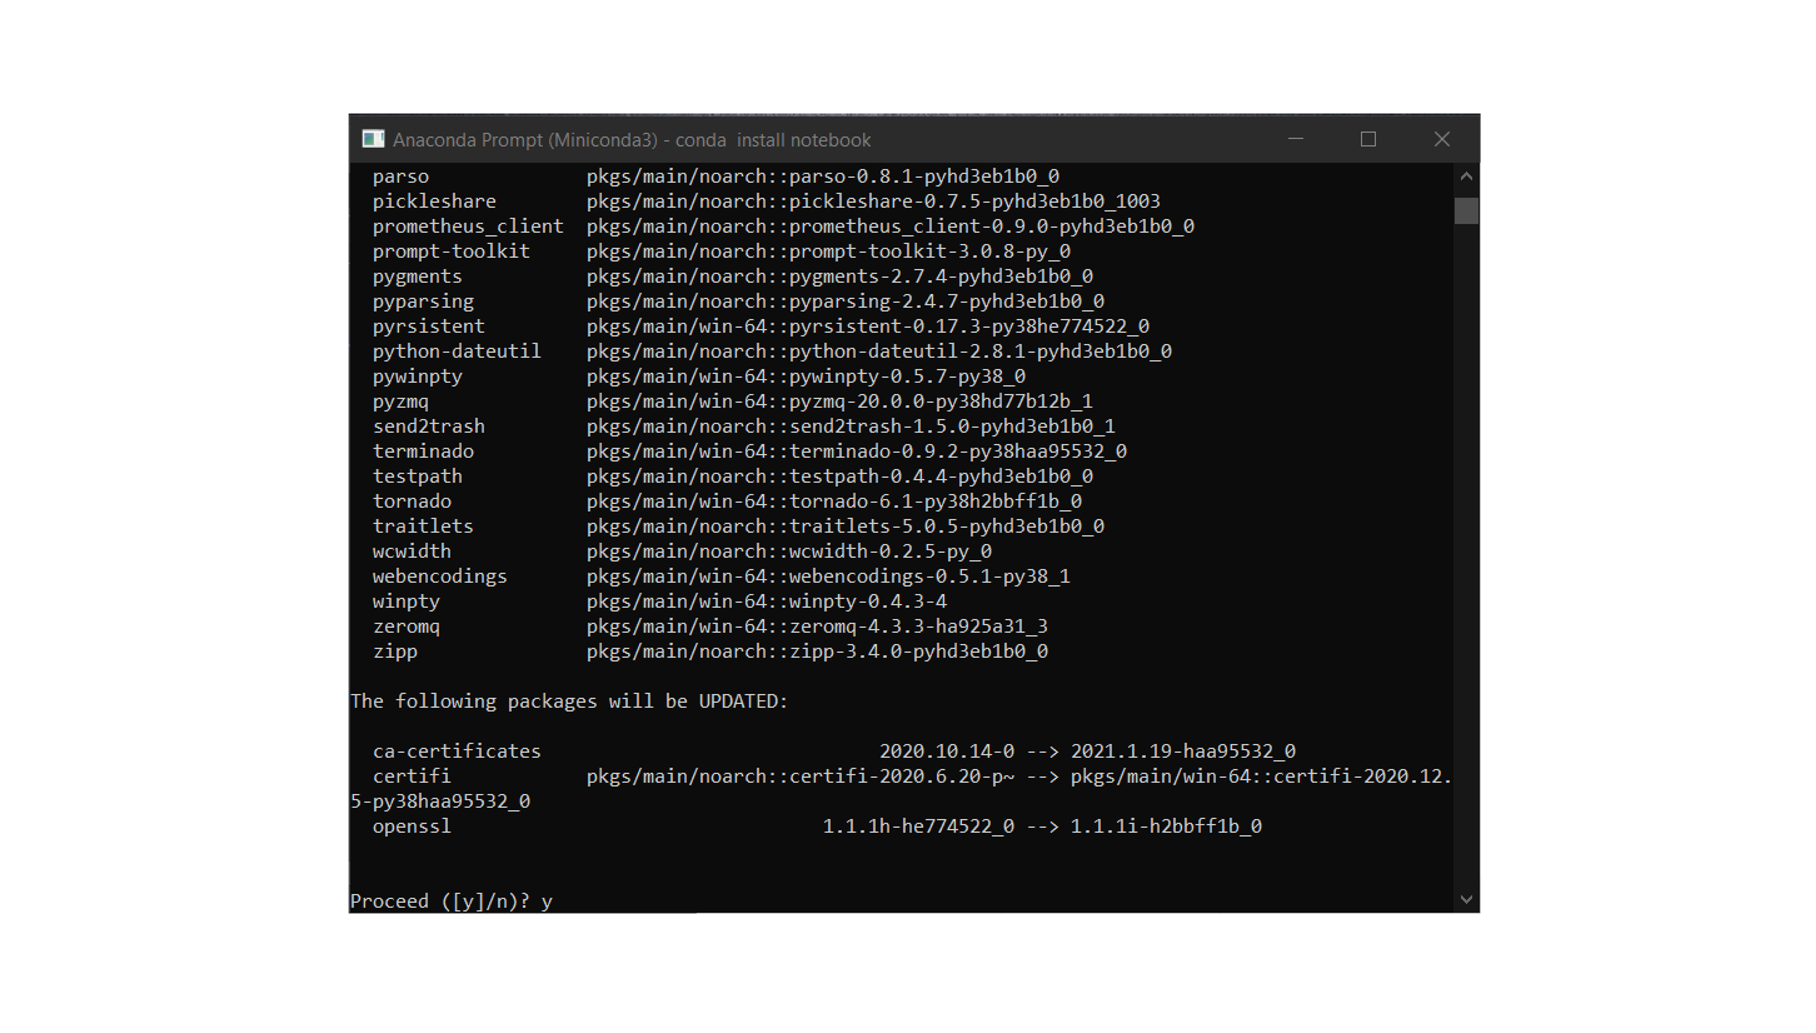 Anaconda Prompt (Miniconda3) - conda  install notebook
parso              pkgs/main/noarch::parso-0.8.1-pyhd3eb1b0_0
pickleshare        pkgs/main/noarch::pickleshare-0.7.5-pyhd3eb1b0_1003
prometheus_client  pkgs/main/noarch::prometheus_client-0.9.0-pyhd3eb1b0_0
prompt-toolkit     pkgs/main/noarch::prompt-toolkit-3.0.8-py_0
pygments           pkgs/main/noarch::pygments-2.7.4-pyhd3eb1b0_0
pyparsing          pkgs/main/noarch::pyparsing-2.4.7-pyhd3eb1b0_0
pyrsistent         pkgs/main/win-64::pyrsistent-0.17.3-py38he774522_0
python-dateutil    pkgs/main/noarch::python-dateutil-2.8.1-pyhd3eb1b0_0
pywinpty           pkgs/main/win-64::pywinpty-0.5.7-py38_0
pyzmq              pkgs/main/win-64::pyzmq-20.0.0-py38hd77b12b_1
send2trash         pkgs/main/noarch::send2trash-1.5.0-pyhd3eb1b0_1
terminado          pkgs/main/win-64::terminado-0.9.2-py38haa95532_0
testpath           pkgs/main/noarch::testpath-0.4.4-pyhd3eb1b0_0
tornado            pkgs/main/win-64::tornado-6.1-py38h2bbff1b_0
traitlets          pkgs/main/noarch::traitlets-5.0.5-pyhd3eb1b0_0
wcwidth            pkgs/main/noarch::wcwidth-0.2.5-py_0
webencodings       pkgs/main/win-64::webencodings-0.5.1-py38_1
winpty             pkgs/main/win-64::winpty-0.4.3-4
zeromq             pkgs/main/win-64::zeromq-4.3.3-ha925a31_3
zipp               pkgs/main/noarch::zipp-3.4.0-pyhd3eb1b0_0
The following packages will be UPDATED:
ca-certificates                              2020.10.14-0 --> 2021.1.19-haa95532_0
certifi            pkgs/main/noarch::certifi-2020.6.20-p~ --> pkgs/main/win-64::certifi-2020.12.
5-py38haa95532_0
openssl                                 1.1.1h-he774522_0 --> 1.1.1i-h2bbff1b_0
Proceed ([y]/n)? y